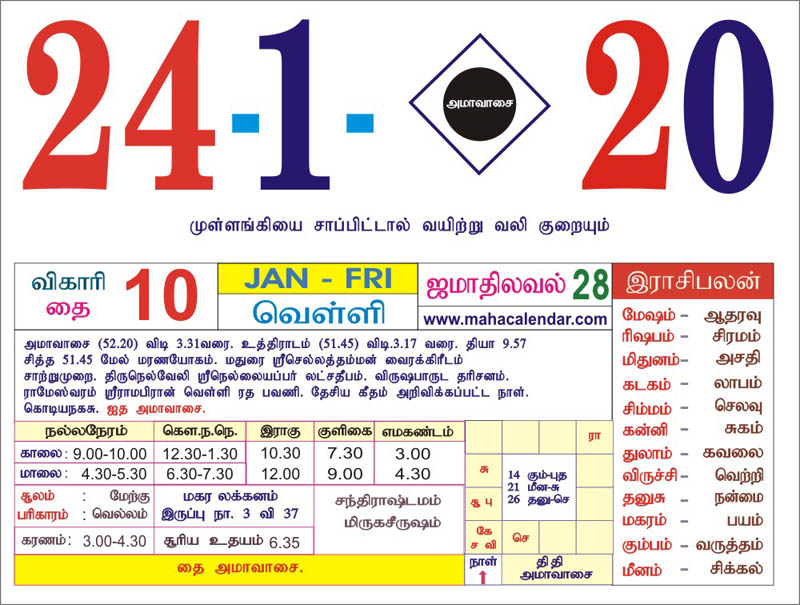 24-1- அமாவாசை 20
முள்ளங்கியை சாப்பிட்டால் வயிற்று வலி குறையும்
விகாரி
தை 10
JAN - FRI
வெள்ளி
ஜமாதிலவல் 28
www.mahacalendar.com
அமாவாசை (52.20) விடி 3.31வரை. உத்திராடம் (51.45) விடி.3.17 வரை. தியா 9.57
சித்த 51.45 மேல் மரணயோகம். மதுரை ஸ்ரீசெல்லத்தம்மன் வைரக்கிரீடம்
சாற்றுமுறை. திருநெல்வேலி ஸ்ரீநெல்லையப்பர் லட்சதீபம். விருஷபாரூட தரிசனம்.
ராமேஸ்வரம் ஸ்ரீராமபிரான் வெள்ளி ரத பவணி. தேசிய கீதம் அறிவிக்கப்பட்ட நாள்.
கொடியநகசு. ஐத அமாவாசை.
நல்லநேரம் கௌ.ந.நெ. இராகு குளிகை எமகண்டம்
காலை: 9.00-10.00 12.30-1.30 10.30 7.30 3.00
மாலை: 4.30-5.30 6.30-7.30 12.00 9.00 4.30
சூலம் : மேற்கு
பரிகாரம் : வெல்லம்
மகர லக்கனம்
இருப்பு நா. 3 வி 37
சந்திராஷ்டமம்
மிருகசீருஷம்
கரணம்: 3.00-4.30 சூரிய உதயம் 6.35
தை அமாவாசை.
ரா
சு
சூ பு
கே
ச வி
செ
14 கும்-புத
21 மீன-சு
26 தனு-செ
நாள்
திதி
அமாவாசை
இராசிபலன்
மேஷம் - ஆதரவு
ரிஷபம் - சிரமம்
மிதுனம் - அசதி
கடகம் - லாபம்
சிம்மம் - செலவு
கன்னி - சுகம்
துலாம் - கவலை
விருச்சி - வெற்றி
தனுசு - நன்மை
மகரம் - பயம்
கும்பம் - வருத்தம்
மீனம் - சிக்கல்